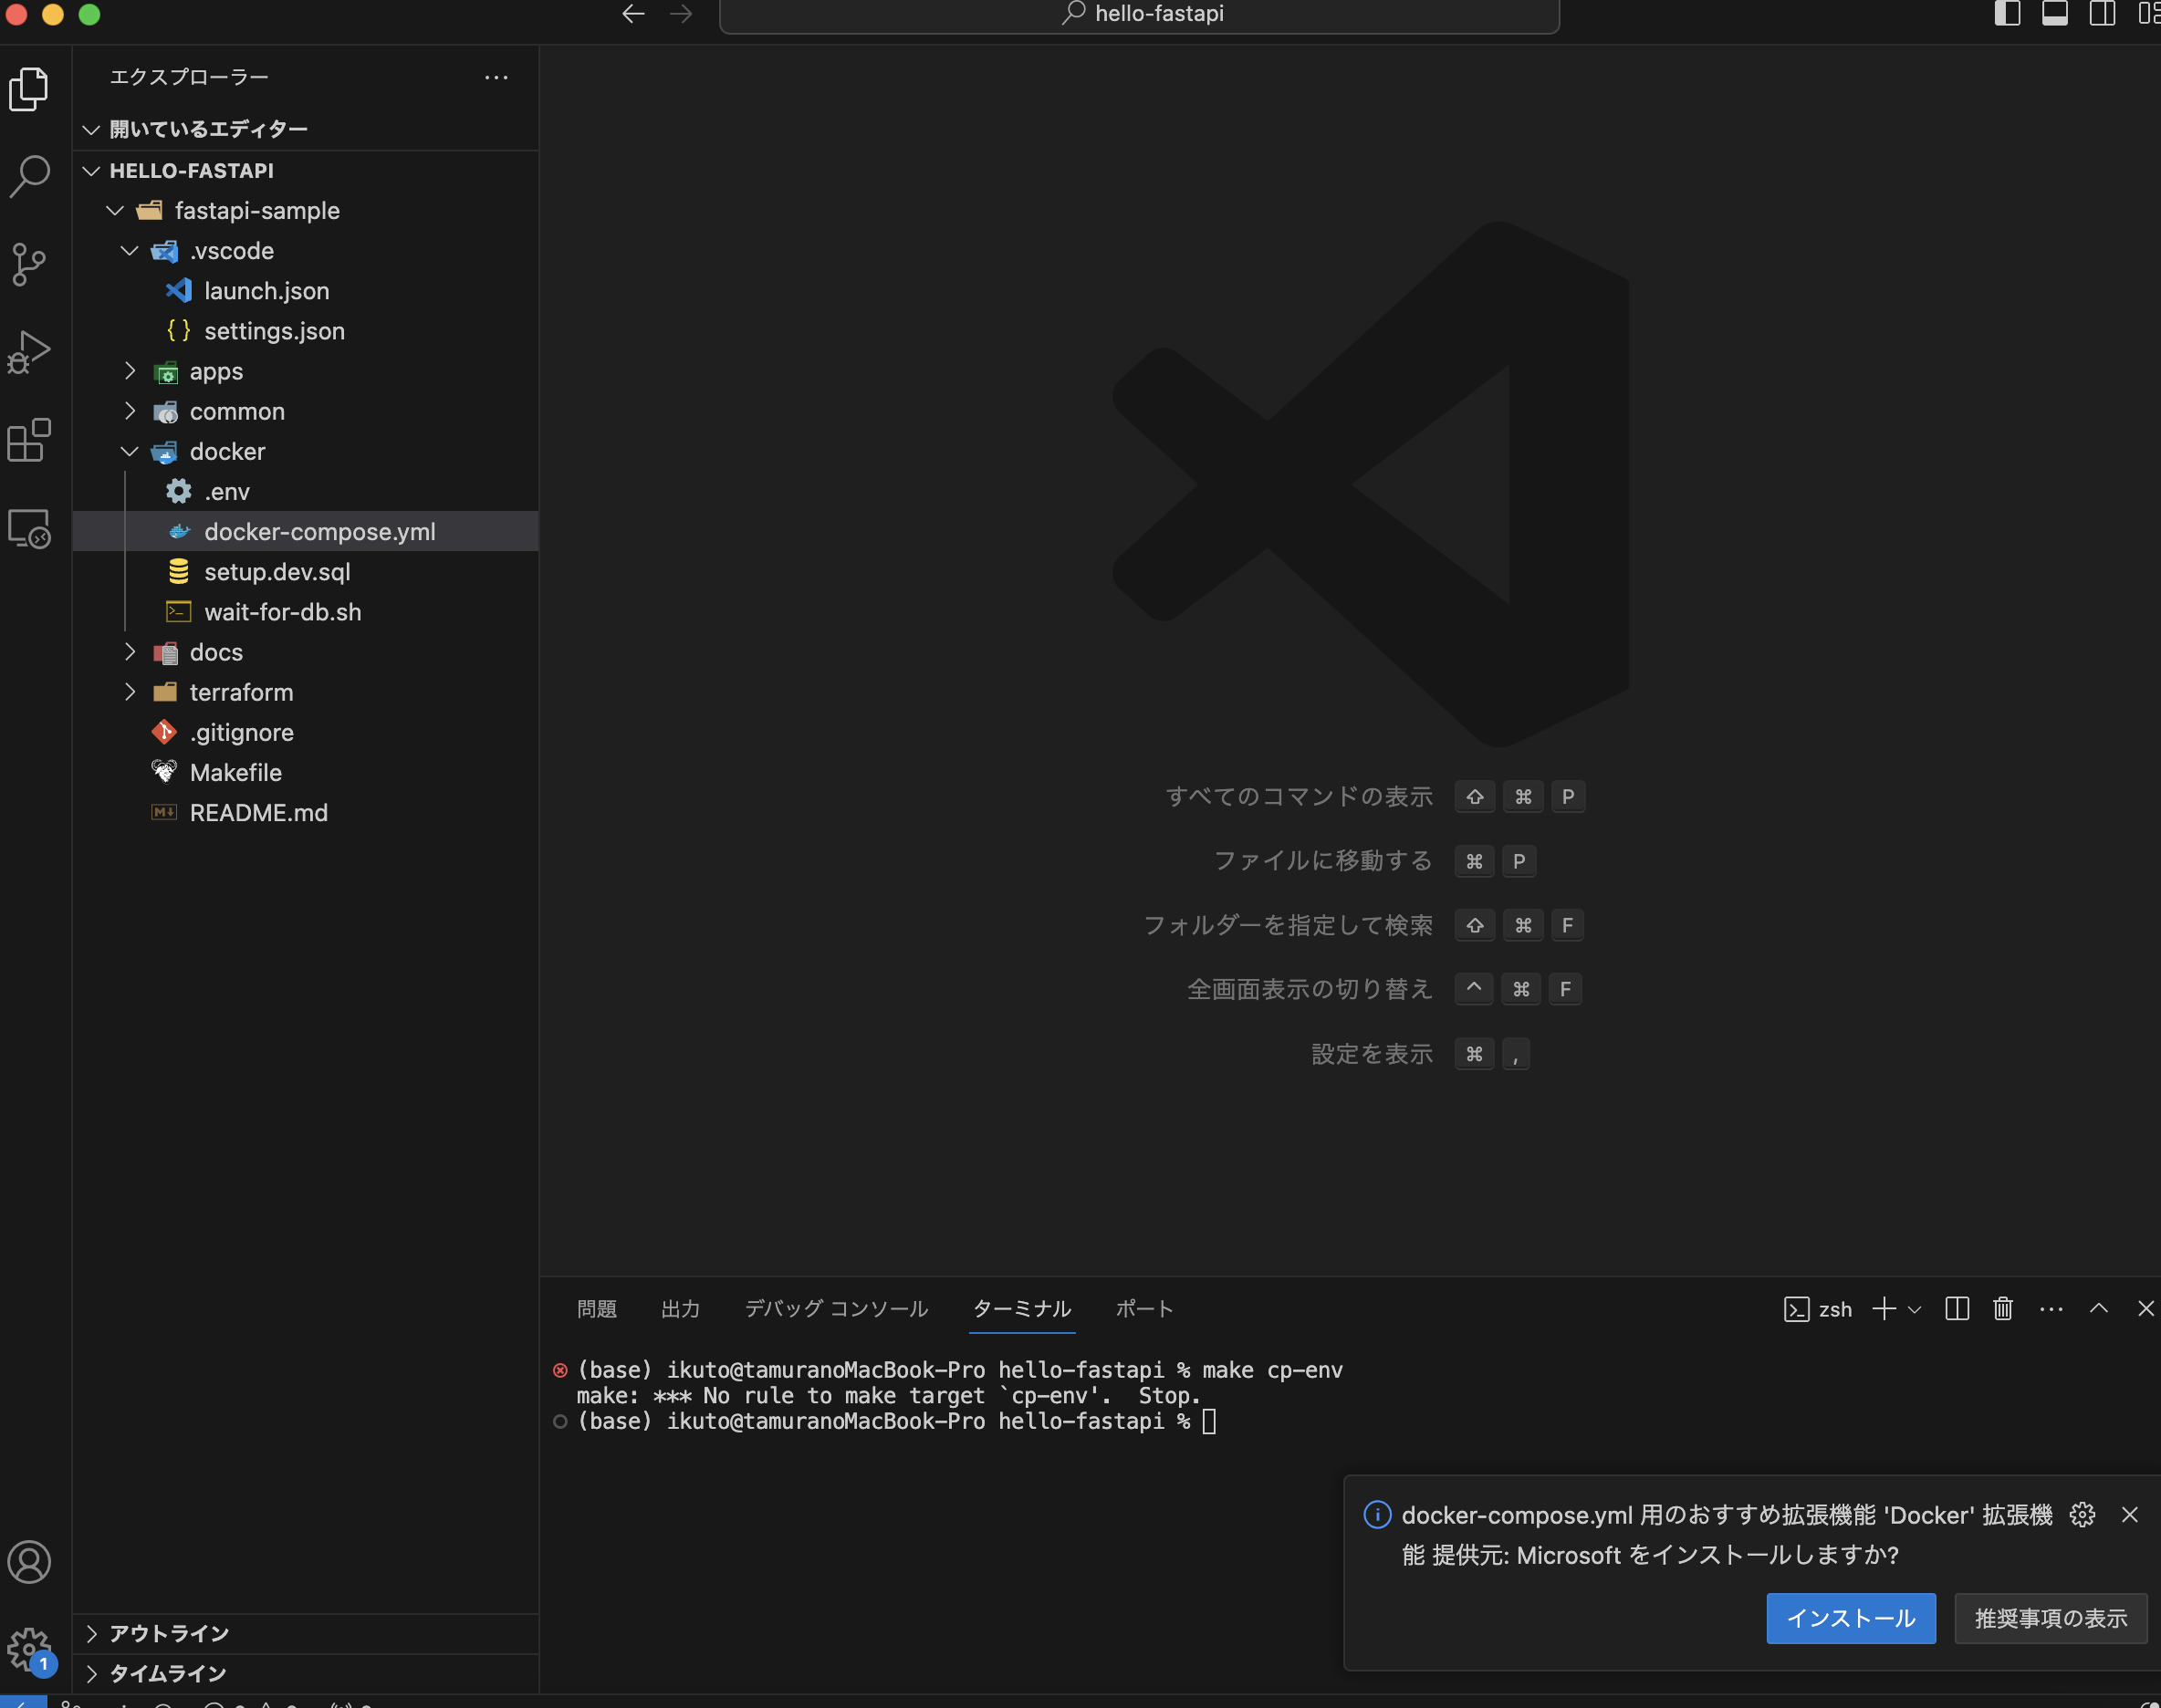 hello-fastapi
エクスプローラー
開いているエディター
HELLO-FASTAPI
fastapi-sample
.vscode
launch.json
settings.json
apps
common
docker
.env
docker-compose.yml
setup.dev.sql
wait-for-db.sh
docs
terraform
.gitignore
Makefile
README.md
アウトライン
タイムライン
1
すべてのコマンドの表示 ⇧ ⌘ P
ファイルに移動する ⌘ P
フォルダーを指定して検索 ⇧ ⌘ F
全画面表示の切り替え ^ ⌘ F
設定を表示 ⌘ ,
問題 出力 デバッグ コンソール ターミナル ポート zsh
(base) ikuto@tamuranoMacBook-Pro hello-fastapi % make cp-env
make: *** No rule to make target `cp-env'.  Stop.
(base) ikuto@tamuranoMacBook-Pro hello-fastapi %
docker-compose.yml 用のおすすめ拡張機能 'Docker' 拡張機
能 提供元: Microsoft をインストールしますか?
インストール 推奨事項の表示